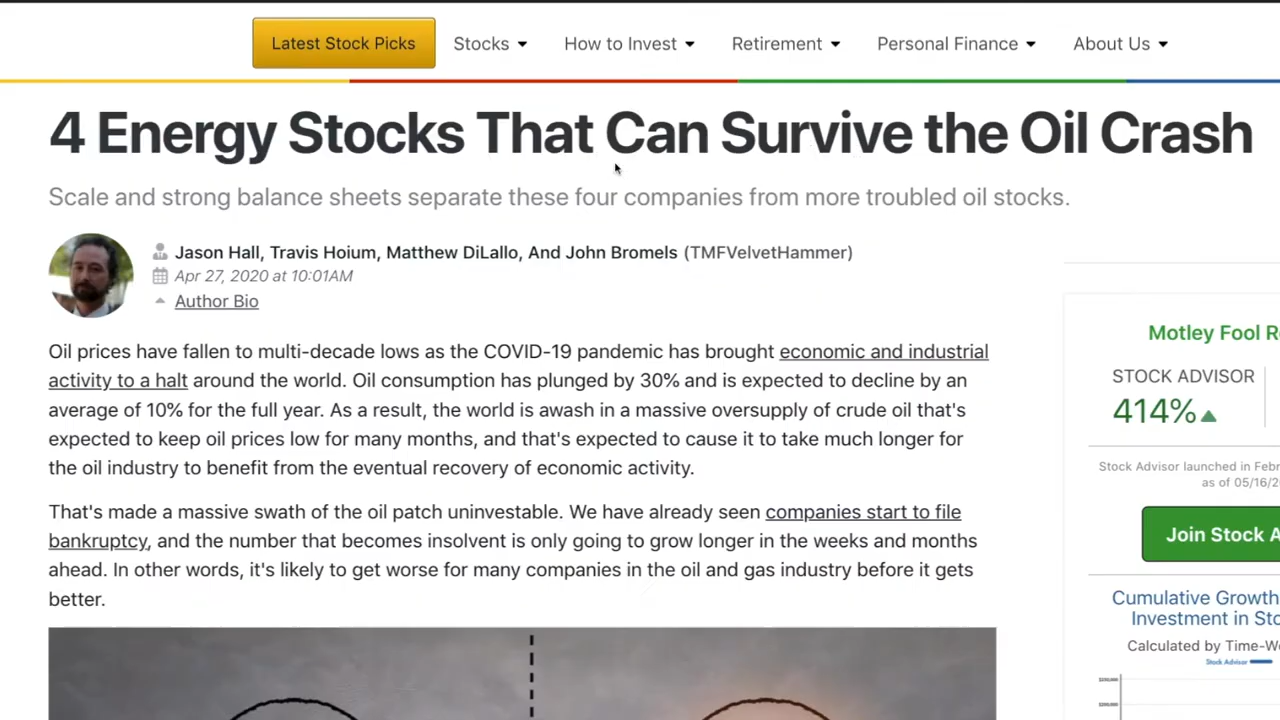 Latest Stock Picks
Stocks
How to Invest
Retirement
Personal Finance
About Us
4 Energy Stocks That Can Survive the Oil Crash
Scale and strong balance sheets separate these four companies from more troubled oil stocks.
Jason Hall, Travis Hoium, Matthew DiLallo, And John Bromels (TMFVelvetHammer)
Apr 27, 2020 at 10:01AM
Author Bio
Oil prices have fallen to multi-decade lows as the COVID-19 pandemic has brought economic and industrial
activity to a halt around the world. Oil consumption has plunged by 30% and is expected to decline by an
average of 10% for the full year. As a result, the world is awash in a massive oversupply of crude oil that's
expected to keep oil prices low for many months, and that's expected to cause it to take much longer for
the oil industry to benefit from the eventual recovery of economic activity.
That's made a massive swath of the oil patch uninvestable. We have already seen companies start to file
bankruptcy, and the number that becomes insolvent is only going to grow longer in the weeks and months
ahead. In other words, it's likely to get worse for many companies in the oil and gas industry before it gets
better.
Motley Fool R
STOCK ADVISOR
414%
Stock Advisor launched in Febr
as of 05/16/2
Join Stock A
Cumulative Growth
Investment in Sto
Calculated by Time-We
Stock Advisor